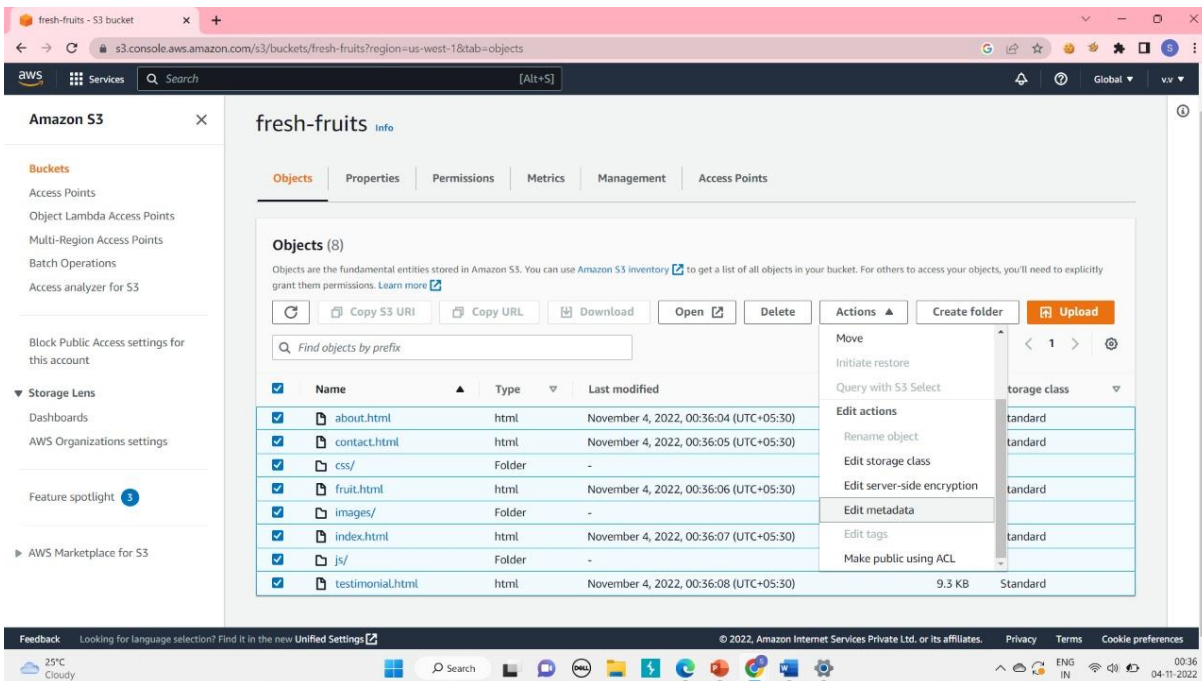 fresh-fruits - S3 bucket
s3.console.aws.amazon.com/s3/buckets/fresh-fruits?region=us-west-1&tab=objects
G
S
aws
Services
Search
[Alt+S]
Global
v.v
Amazon S3
Buckets
Access Points
Object Lambda Access Points
Multi-Region Access Points
Batch Operations
Access analyzer for S3
Block Public Access settings for
this account
Storage Lens
Dashboards
AWS Organizations settings
Feature spotlight 3
AWS Marketplace for S3
fresh-fruits Info
Objects Properties Permissions Metrics Management Access Points
Objects (8)
Objects are the fundamental entities stored in Amazon S3. You can use Amazon S3 inventory to get a list of all objects in your bucket. For others to access your objects, you'll need to explicitly
grant them permissions. Learn more
Copy S3 URI Copy URL Download Open Delete Actions Create folder Upload
Find objects by prefix
1
Name Type Last modified torage class
about.html html November 4, 2022, 00:36:04 (UTC+05:30) tandard
contact.html html November 4, 2022, 00:36:05 (UTC+05:30) tandard
css/ Folder -
fruit.html html November 4, 2022, 00:36:06 (UTC+05:30) tandard
images/ Folder -
index.html html November 4, 2022, 00:36:07 (UTC+05:30) tandard
js/ Folder -
testimonial.html html November 4, 2022, 00:36:08 (UTC+05:30) 9.3 KB Standard
Move
Initiate restore
Query with S3 Select
Edit actions
Rename object
Edit storage class
Edit server-side encryption
Edit metadata
Edit tags
Make public using ACL
Feedback Looking for language selection? Find it in the new Unified Settings © 2022, Amazon Internet Services Private Ltd. or its affiliates. Privacy Terms Cookie preferences
25°C
Cloudy
Search
DELL
ENG
IN
00:36
04-11-2022